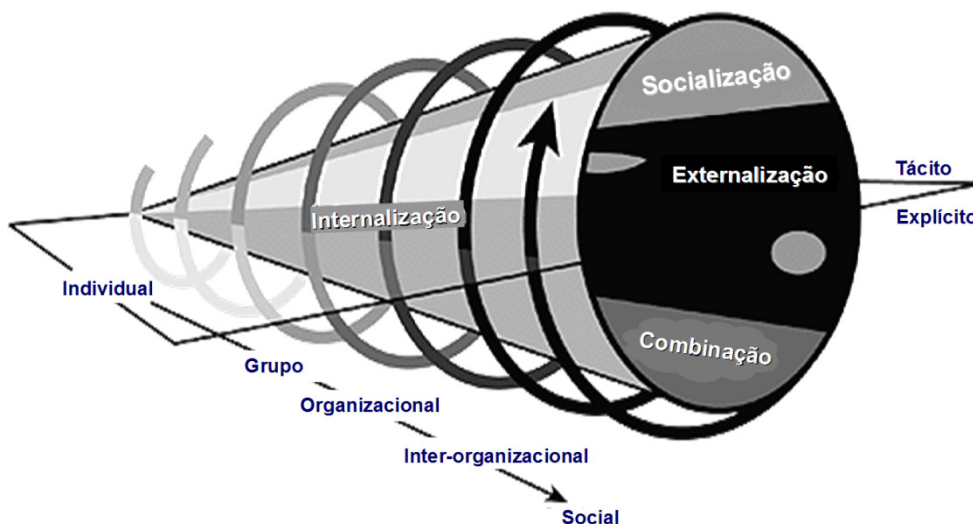 Socialização
Externalização
Tácito
Explícito
Internalização
Combinação
Individual
Grupo
Organizacional
Inter-organizacional
Social